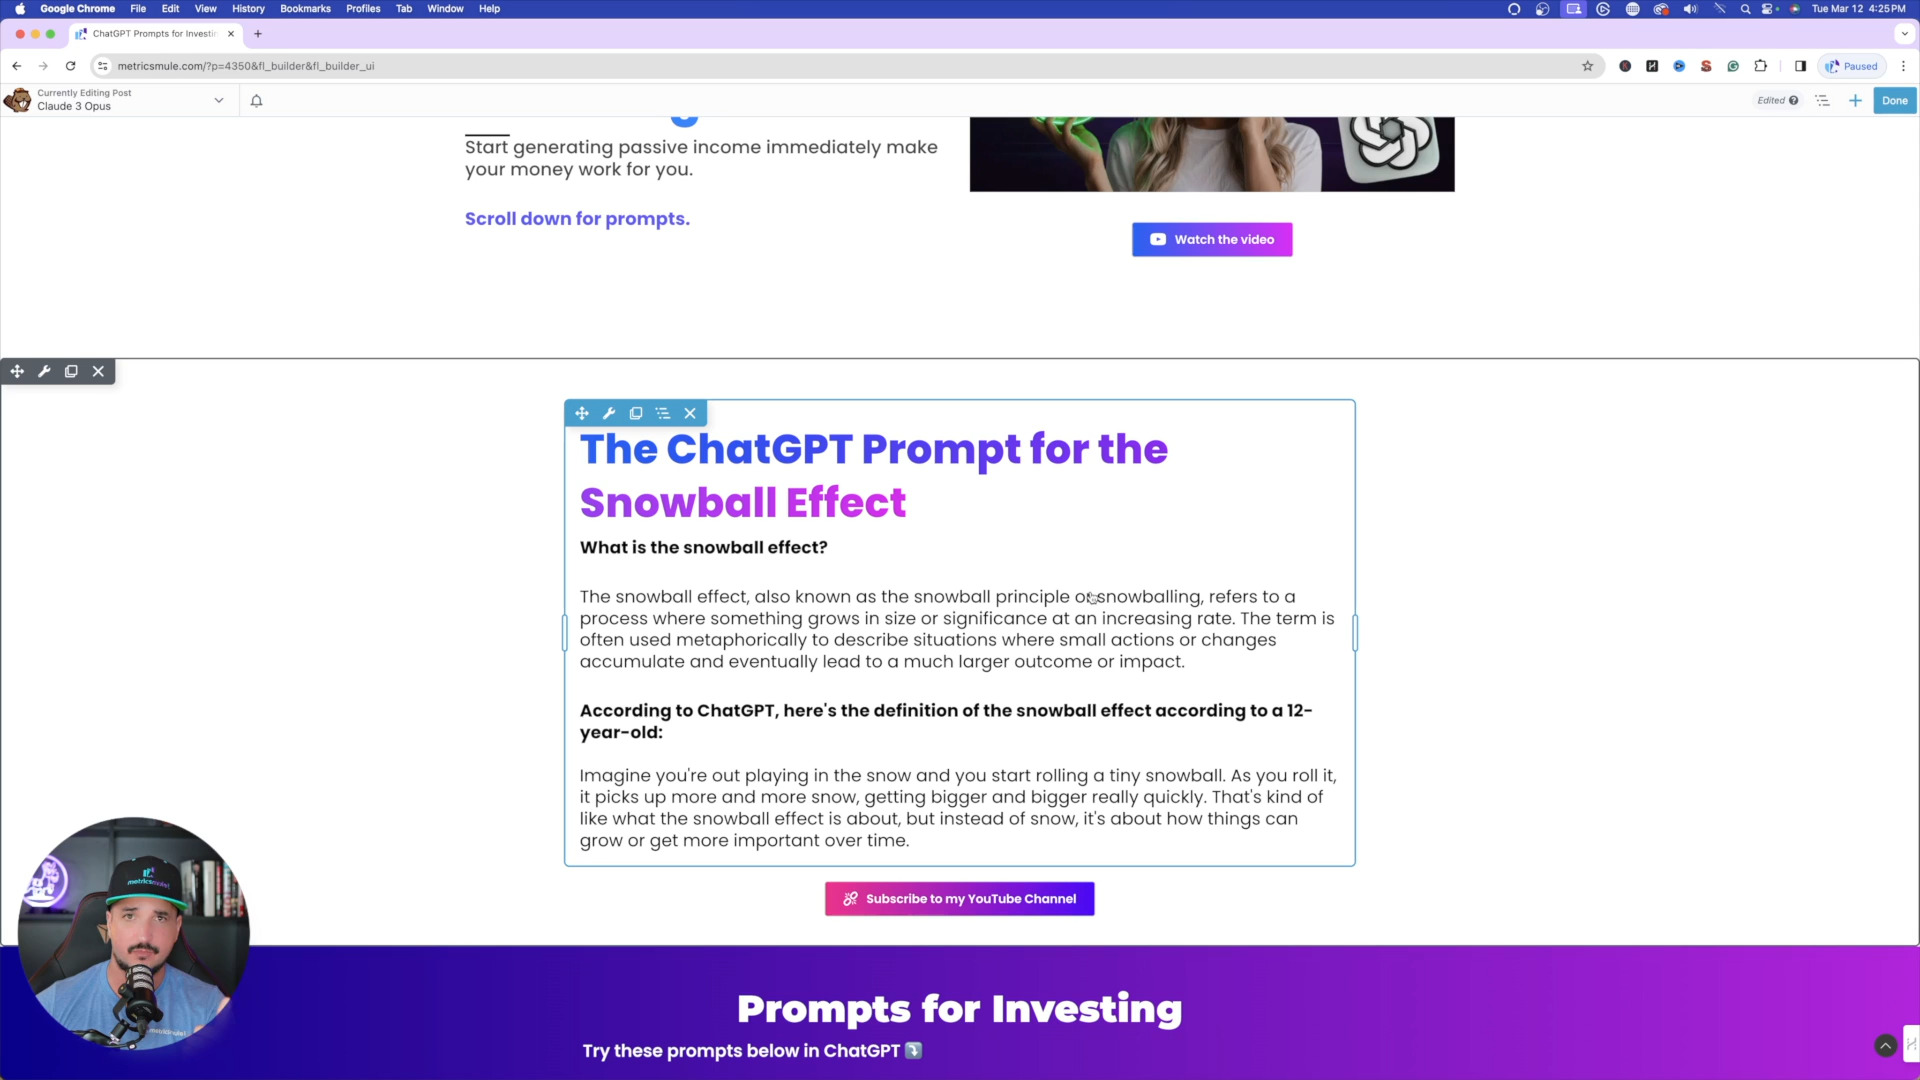 Google Chrome File Edit View History Bookmarks Profiles Tab Window Help Tue Mar 12 4:25 PM
ChatGPT Prompts for Investi
metricsmule.com/?p=4350&fl_builder&fl_builder_ui Paused
Currently Editing Post
Claude 3 Opus
Edited
Done
Start generating passive income immediately make
your money work for you.
Scroll down for prompts.
Watch the video
The ChatGPT Prompt for the
Snowball Effect
What is the snowball effect?
The snowball effect, also known as the snowball principle or snowballing, refers to a
process where something grows in size or significance at an increasing rate. The term is
often used metaphorically to describe situations where small actions or changes
accumulate and eventually lead to a much larger outcome or impact.
According to ChatGPT, here's the definition of the snowball effect according to a 12-
year-old:
Imagine you're out playing in the snow and you start rolling a tiny snowball. As you roll it,
it picks up more and more snow, getting bigger and bigger really quickly. That's kind of
like what the snowball effect is about, but instead of snow, it's about how things can
grow or get more important over time.
Subscribe to my YouTube Channel
metricsmule
Prompts for Investing
Try these prompts below in ChatGPT